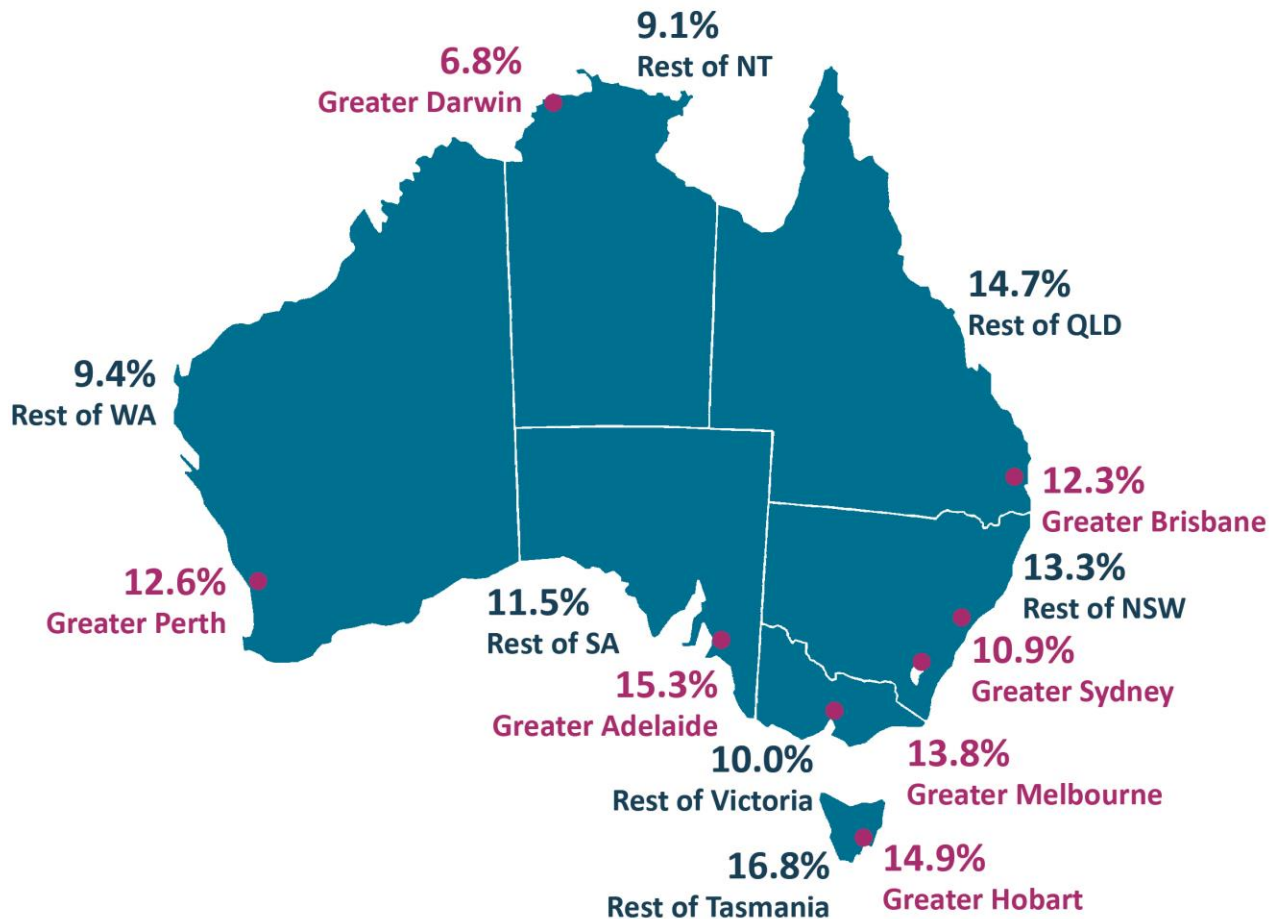 9.1%
Rest of NT
6.8%
Greater Darwin
14.7%
Rest of QLD
9.4%
Rest of WA
12.3%
Greater Brisbane
13.3%
Rest of NSW
12.6%
Greater Perth
11.5%
Rest of SA
10.9%
Greater Sydney
15.3%
Greater Adelaide
10.0%
Rest of Victoria
13.8%
Greater Melbourne
16.8%
Rest of Tasmania
14.9%
Greater Hobart